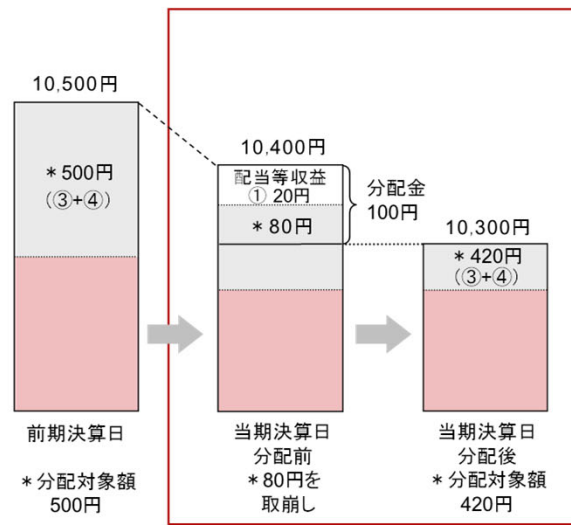 10,500円
＊500円
(③+④)
前期決算日
＊分配対象額
500円
10,400円
配当等収益
① 20円
＊80円
分配金
100円
当期決算日
分配前
＊80円を
取崩し
10,300円
＊420円
(③+④)
当期決算日
分配後
＊分配対象額
420円